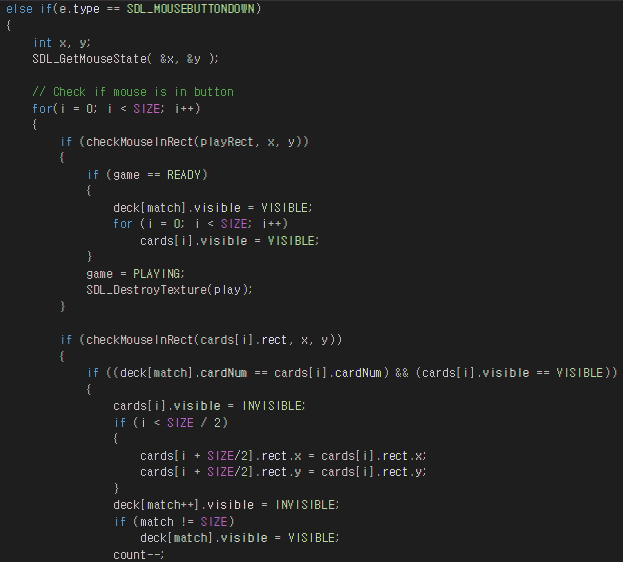 else if(e.type == SDL_MOUSEBUTTONDOWN)
{
    int x, y;
    SDL_GetMouseState( &x, &y );

    // Check if mouse is in button
    for(i = 0; i < SIZE; i++)
    {
        if (checkMouseInRect(playRect, x, y))
        {
            if (game == READY)
            {
                deck[match].visible = VISIBLE;
                for (i = 0; i < SIZE; i++)
                    cards[i].visible = VISIBLE;
            }
            game = PLAYING;
            SDL_DestroyTexture(play);
        }

        if (checkMouseInRect(cards[i].rect, x, y))
        {
            if ((deck[match].cardNum == cards[i].cardNum) && (cards[i].visible == VISIBLE))
            {
                cards[i].visible = INVISIBLE;
                if (i < SIZE / 2)
                {
                    cards[i + SIZE/2].rect.x = cards[i].rect.x;
                    cards[i + SIZE/2].rect.y = cards[i].rect.y;
                }
                deck[match++].visible = INVISIBLE;
                if (match != SIZE)
                    deck[match].visible = VISIBLE;
                count--;